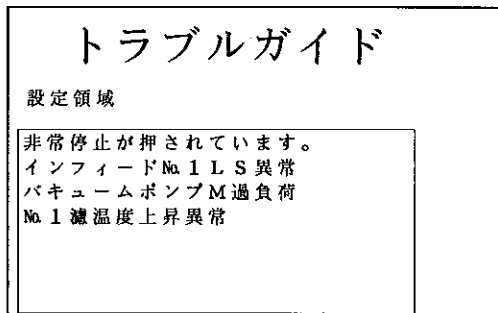 トラブルガイド
設定領域
非常停止が押されています。
インフィード№1LS異常
バキュームポンプM過負荷
№1濾温度上昇異常